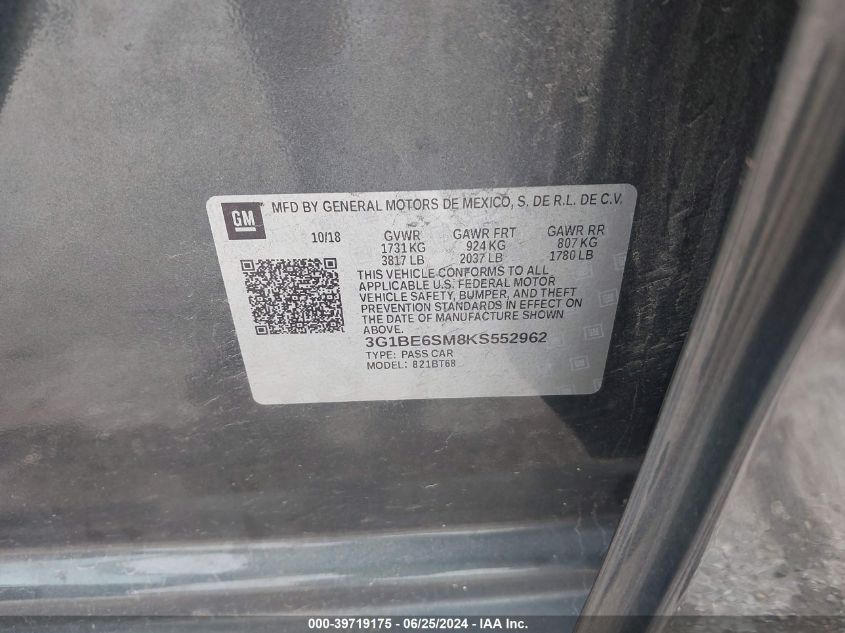 GM
MFD BY GENERAL MOTORS DE MEXICO, S. DE R.L. DE C.V.
10/18 GVWR GAWR FRT GAWR RR
1731 KG 924 KG 807 KG
3817 LB 2037 LB 1780 LB
THIS VEHICLE CONFORMS TO ALL
APPLICABLE U.S. FEDERAL MOTOR
VEHICLE SAFETY, BUMPER, AND THEFT
PREVENTION STANDARDS IN EFFECT ON
THE DATE OF MANUFACTURE SHOWN
ABOVE.
3G1BE6SM8KS552962
TYPE: PASS CAR
MODEL: 821BT68
000-39719175 - 06/25/2024 - IAA Inc.